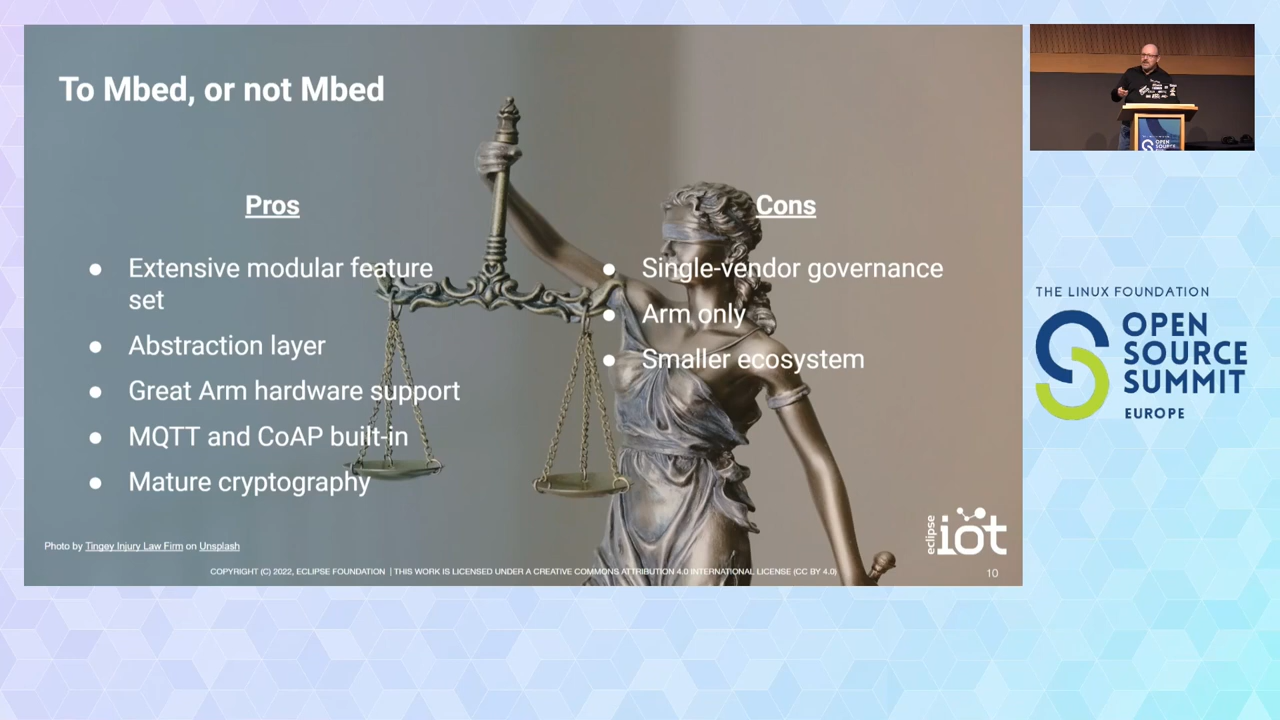 To Mbed, or not Mbed
Pros
Extensive modular feature
set
Abstraction layer
Great Arm hardware support
MQTT and CoAP built-in
Mature cryptography
Cons
Single-vendor governance
Arm only
Smaller ecosystem
Photo by Tingey Injury Law Firm on Unsplash
COPYRIGHT (C) 2022, ECLIPSE FOUNDATION | THIS WORK IS LICENSED UNDER A CREATIVE COMMONS ATTRIBUTION 4.0 INTERNATIONAL LICENSE (CC BY 4.0)
eclipse
iot
10
OPEN
SOURCE
THE LINUX FOUNDATION
OPEN
SOURCE
SUMMIT
EUROPE